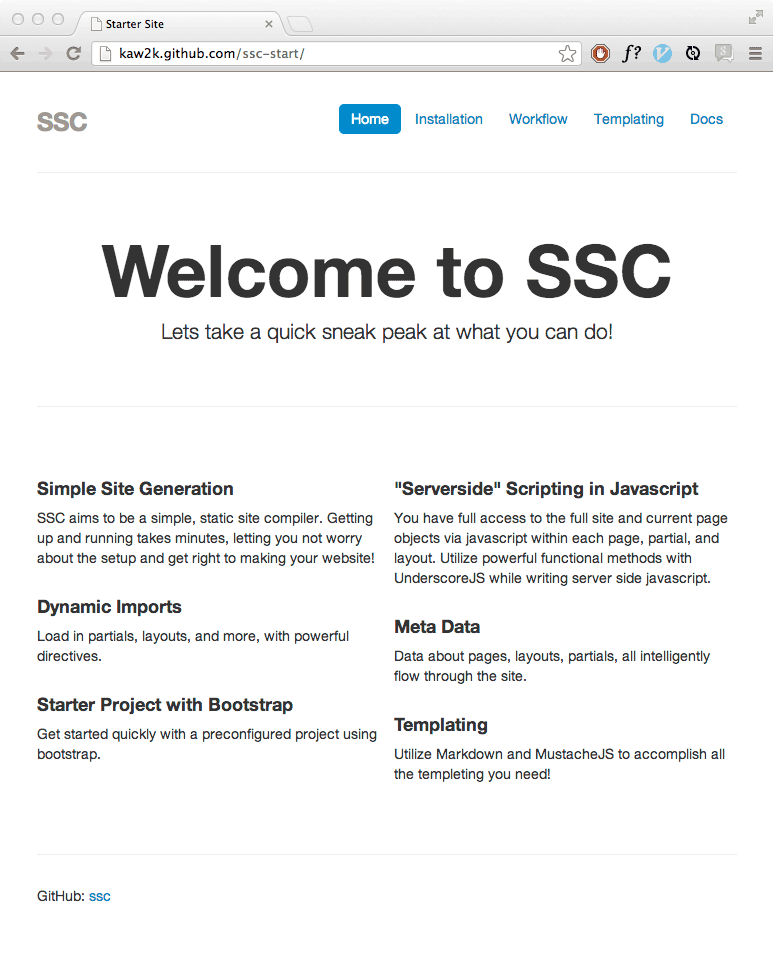 Starter Site
kaw2k.github.com/ssc-start/
f?
SSC
Home Installation Workflow Templating Docs
Welcome to SSC
Lets take a quick sneak peak at what you can do!
Simple Site Generation
SSC aims to be a simple, static site compiler. Getting
up and running takes minutes, letting you not worry
about the setup and get right to making your website!
Dynamic Imports
Load in partials, layouts, and more, with powerful
directives.
Starter Project with Bootstrap
Get started quickly with a preconfigured project using
bootstrap.
"Serverside" Scripting in Javascript
You have full access to the full site and current page
objects via javascript within each page, partial, and
layout. Utilize powerful functional methods with
UnderscoreJS while writing server side javascript.
Meta Data
Data about pages, layouts, partials, all intelligently
flow through the site.
Templating
Utilize Markdown and MustacheJS to accomplish all
the templeting you need!
GitHub: ssc